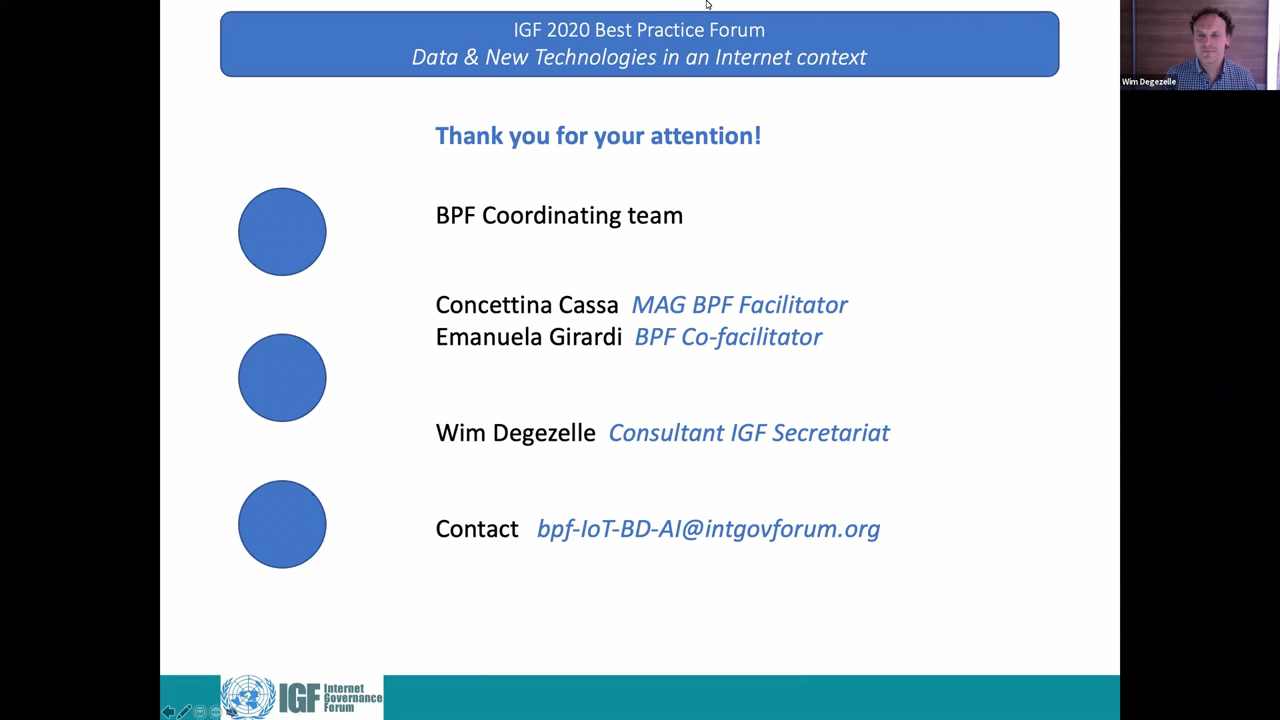 IGF 2020 Best Practice Forum
Data & New Technologies in an Internet context
Wim Degezelle
Thank you for your attention!
BPF Coordinating team
Concettina Cassa MAG BPF Facilitator
Emanuela Girardi BPF Co-facilitator
Wim Degezelle Consultant IGF Secretariat
Contact bpf-IoT-BD-AI@intgovforum.org
IGF Internet
Governance
Forum